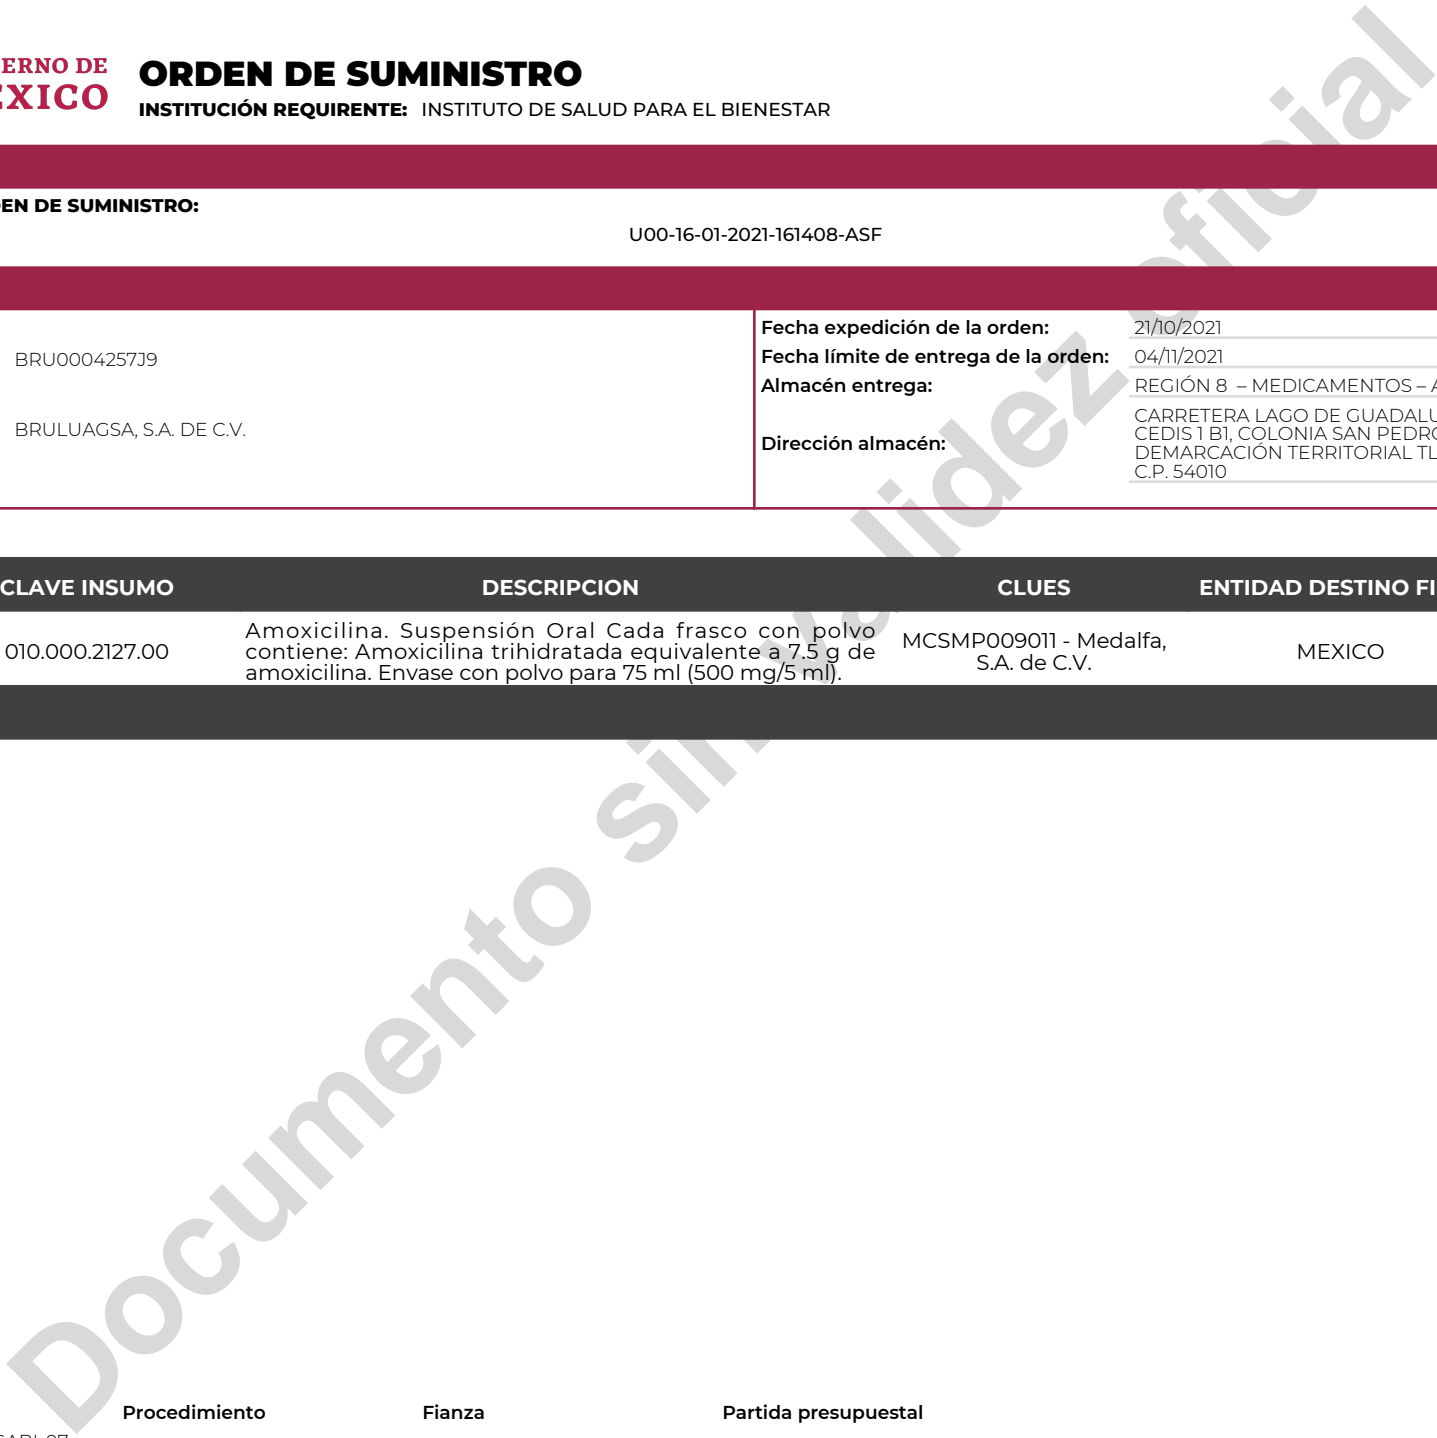 ERNO DE
EXICO
ORDEN DE SUMINISTRO
INSTITUCIÓN REQUIRENTE: INSTITUTO DE SALUD PARA EL BIENESTAR
EN DE SUMINISTRO:
U00-16-01-2021-161408-ASF
BRU0004257J9
BRULUAGSA, S.A. DE C.V.
Fecha expedición de la orden: 21/10/2021
Fecha límite de entrega de la orden: 04/11/2021
Almacén entrega: REGIÓN 8 – MEDICAMENTOS – A
Dirección almacén:
CARRETERA LAGO DE GUADALU
CEDIS 1 B1, COLONIA SAN PEDRO
DEMARCACIÓN TERRITORIAL TL
C.P. 54010
CLAVE INSUMO DESCRIPCION CLUES ENTIDAD DESTINO FI
010.000.2127.00
Amoxicilina. Suspensión Oral Cada frasco con polvo
contiene: Amoxicilina trihidratada equivalente a 7.5 g de
amoxicilina. Envase con polvo para 75 ml (500 mg/5 ml).
MCSMP009011 - Medalfa,
S.A. de C.V.
MEXICO
Documento sin validez oficial
Procedimiento Fianza Partida presupuestal